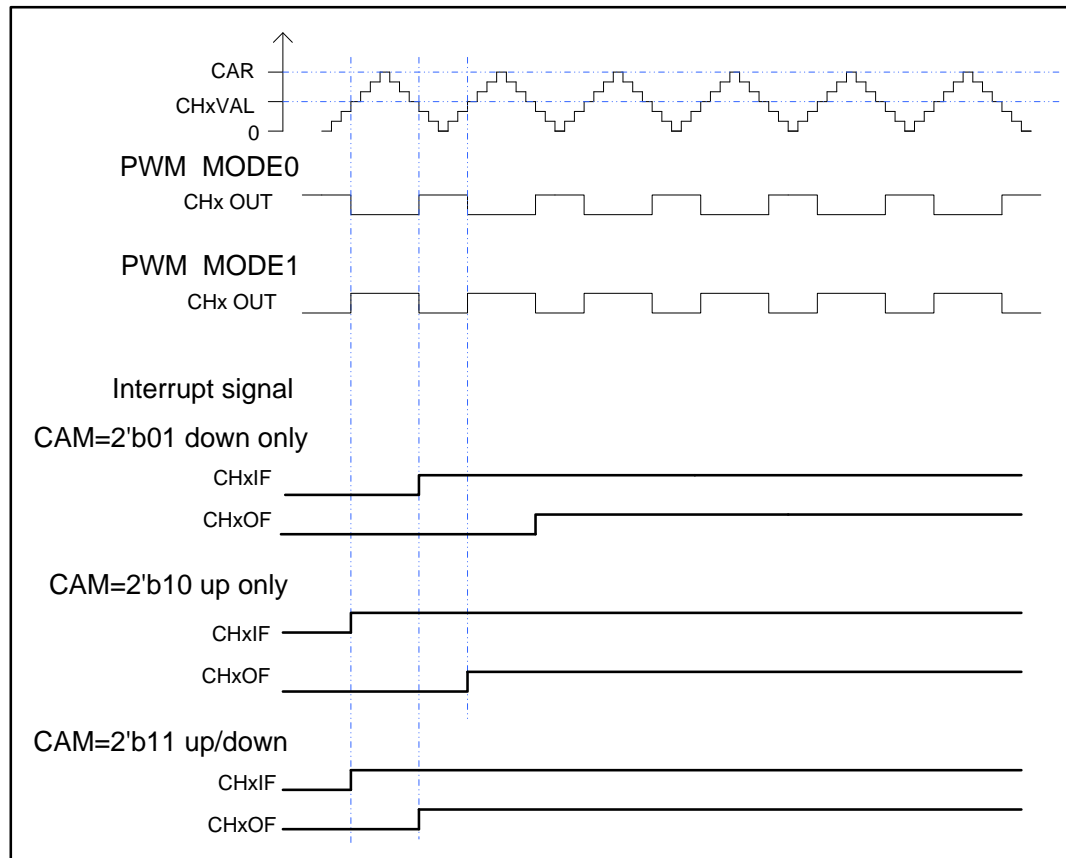 CAR
CHxVAL
0
PWM MODE0
CHx OUT
PWM MODE1
CHx OUT
Interrupt signal
CAM=2'b01 down only
CHxIF
CHxOF
CAM=2'b10 up only
CHxIF
CHxOF
CAM=2'b11 up/down
CHxIF
CHxOF